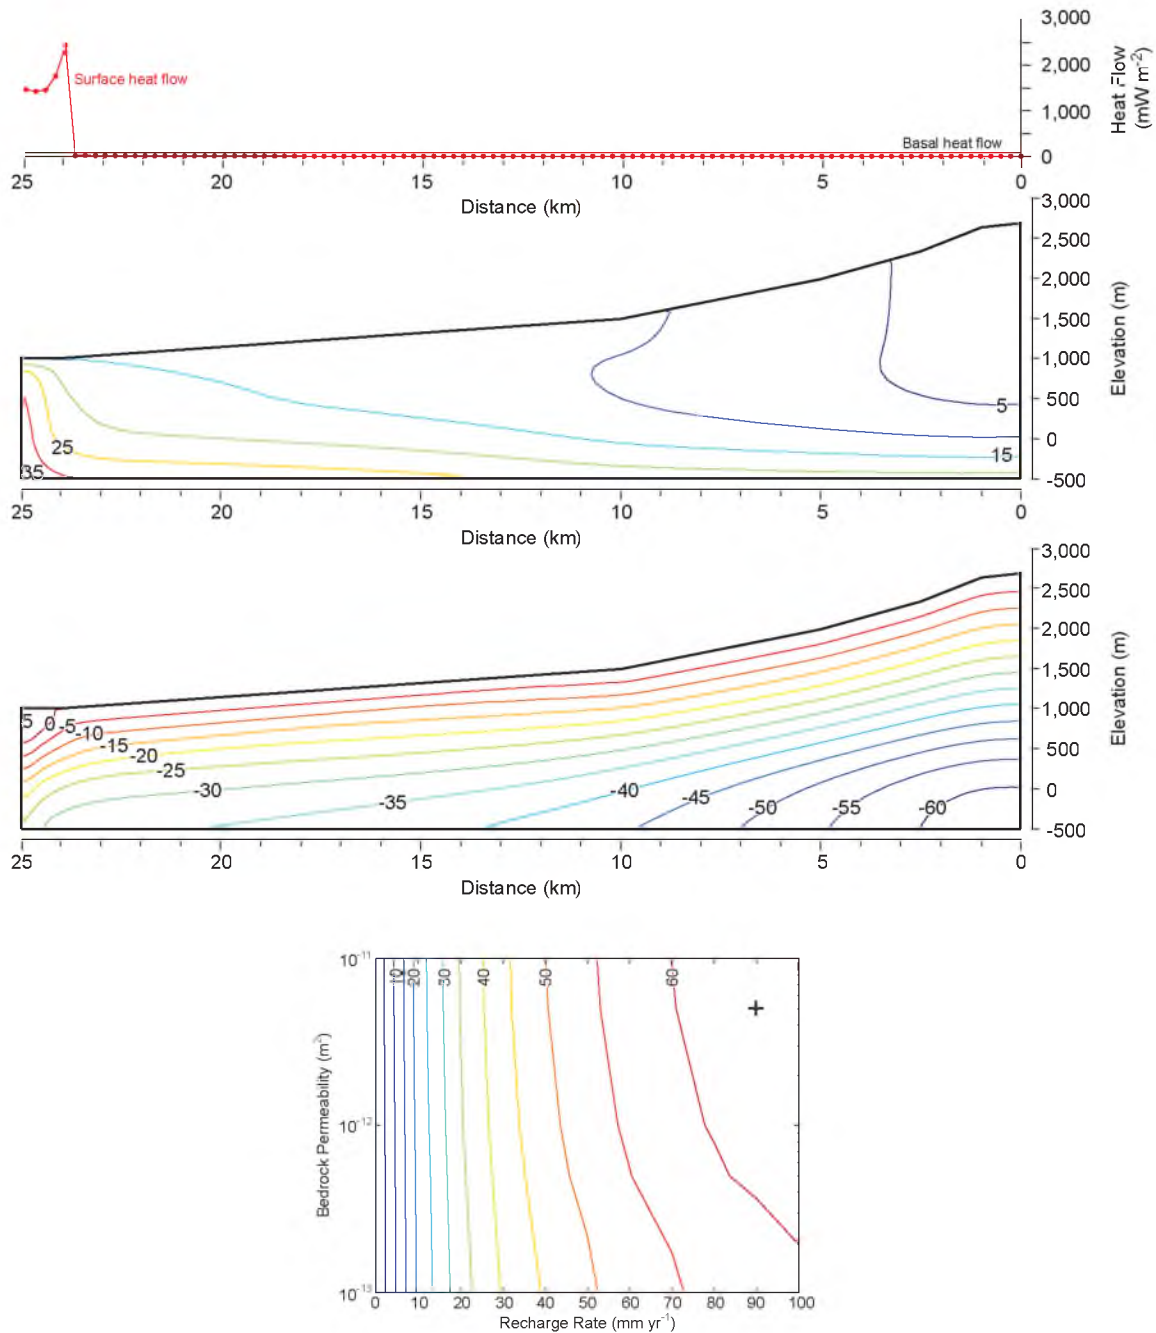 3,000
2,000
1,000
0
Heat Flow
(mW m⁻²)
Surface heat flow
Basal heat flow
25 20 15 10 5 0
Distance (km)
3,000
2,500
2,000
1,500
1,000
500
0
-500
Elevation (m)
5
15
25
35
25 20 15 10 5 0
Distance (km)
3,000
2,500
2,000
1,500
1,000
500
0
-500
Elevation (m)
5 0 -5 -10 -15 -20 -25 -30 -35 -40 -45 -50 -55 -60
25 20 15 10 5 0
Distance (km)
10⁻¹¹
10⁻¹²
10⁻¹³
Bedrock Permeability (m²)
10 20 30 40 50 60
0 10 20 30 40 50 60 70 80 90 100
Recharge Rate (mm yr⁻¹)